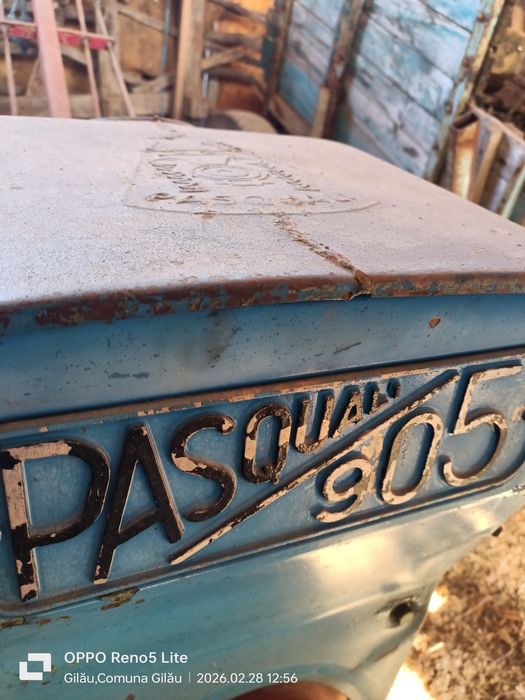 PASQUALI
905
OPPO Reno5 Lite
Gilău,Comuna Gilău | 2026.02.28 12:56